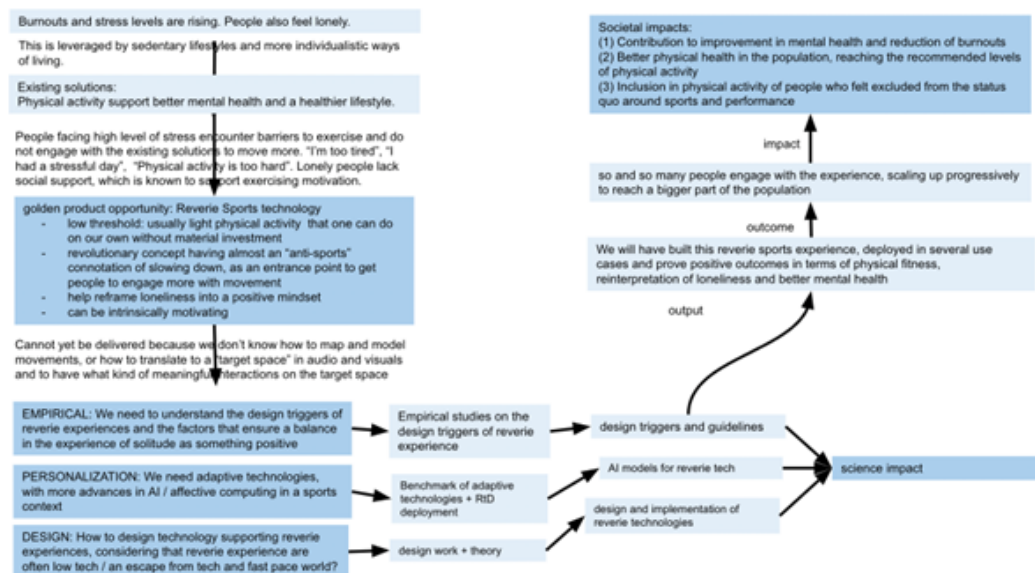 Burnouts and stress levels are rising. People also feel lonely.
This is leveraged by sedentary lifestyles and more individualistic ways
of living.
Existing solutions:
Physical activity support better mental health and a healthier lifestyle.
People facing high level of stress encounter barriers to exercise and do
not engage with the existing solutions to move more. "I'm too tired", "I
had a stressful day", "Physical activity is too hard". Lonely people lack
social support, which is known to support exercising motivation.
golden product opportunity: Reverie Sports technology
- low threshold: usually light physical activity that one can do
on our own without material investment
- revolutionary concept having almost an "anti-sports"
connotation of slowing down, as an entrance point to get
people to engage more with movement
- help reframe loneliness into a positive mindset
- can be intrinsically motivating
Cannot yet be delivered because we don't know how to map and model
movements, or how to translate to a "target space" in audio and visuals
and to have what kind of meaningful interactions on the target space
EMPIRICAL: We need to understand the design triggers of
reverie experiences and the factors that ensure a balance
in the experience of solitude as something positive
PERSONALIZATION: We need adaptive technologies,
with more advances in AI / affective computing in a sports
context
DESIGN: How to design technology supporting reverie
experiences, considering that reverie experience are
often low tech / an escape from tech and fast pace world?
Empirical studies on the
design triggers of reverie
experience
Benchmark of adaptive
technologies + RtD
deployment
design work + theory
design triggers and guidelines
AI models for reverie tech
design and implementation of
reverie technologies
science impact
output
We will have built this reverie sports experience, deployed in several use
cases and prove positive outcomes in terms of physical fitness,
reinterpretation of loneliness and better mental health
outcome
so and so many people engage with the experience, scaling up progressively
to reach a bigger part of the population
impact
Societal impacts:
(1) Contribution to improvement in mental health and reduction of burnouts
(2) Better physical health in the population, reaching the recommended levels
of physical activity
(3) Inclusion in physical activity of people who felt excluded from the status
quo around sports and performance